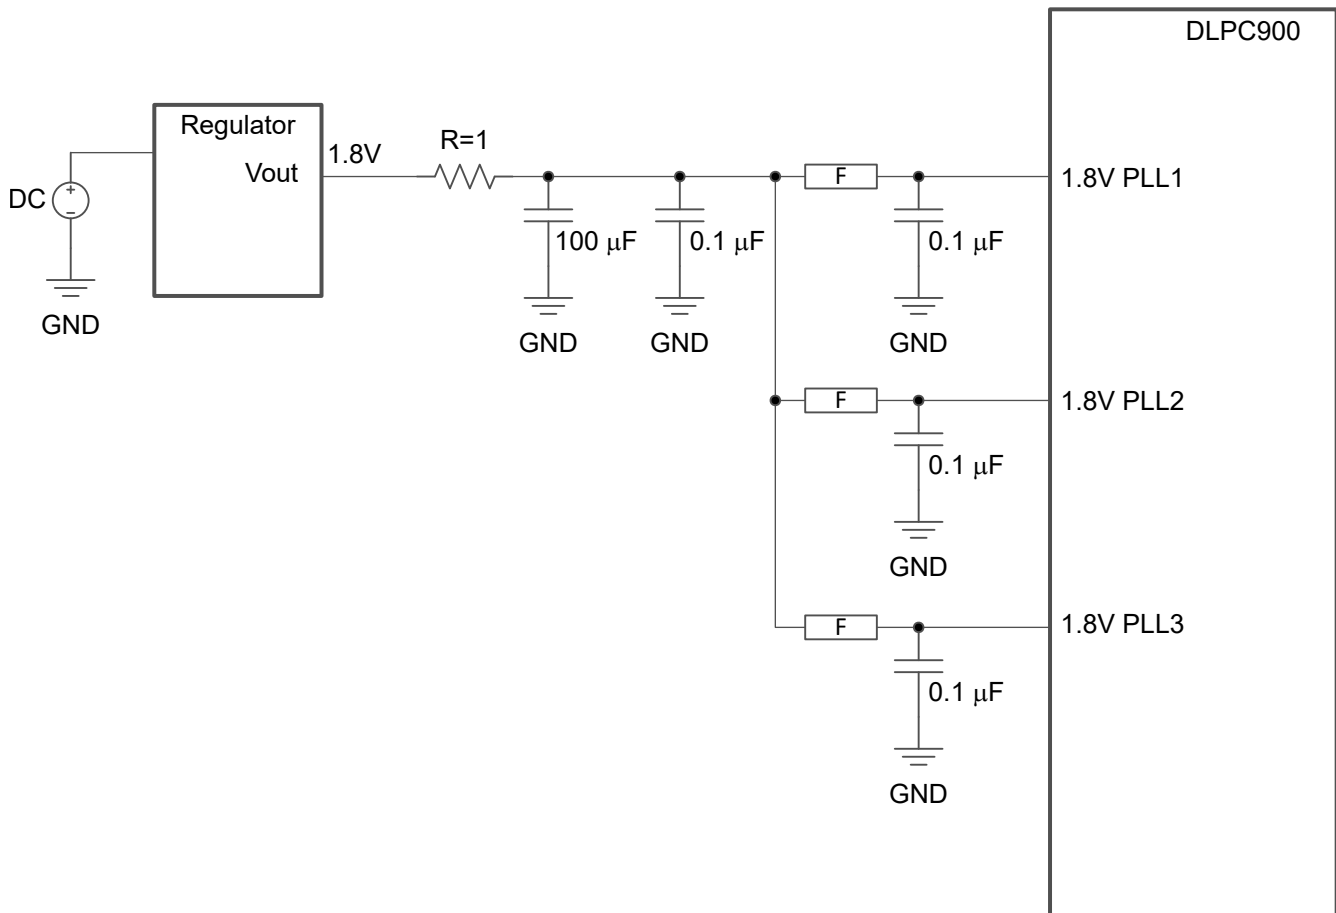 DLPC900
Regulator
R=1
1.8V
Vout
F
1.8V PLL1
DC
+
−
100 μF
0.1 μF
0.1 μF
GND
GND
GND
GND
F
1.8V PLL2
0.1 μF
GND
F
1.8V PLL3
0.1 μF
GND